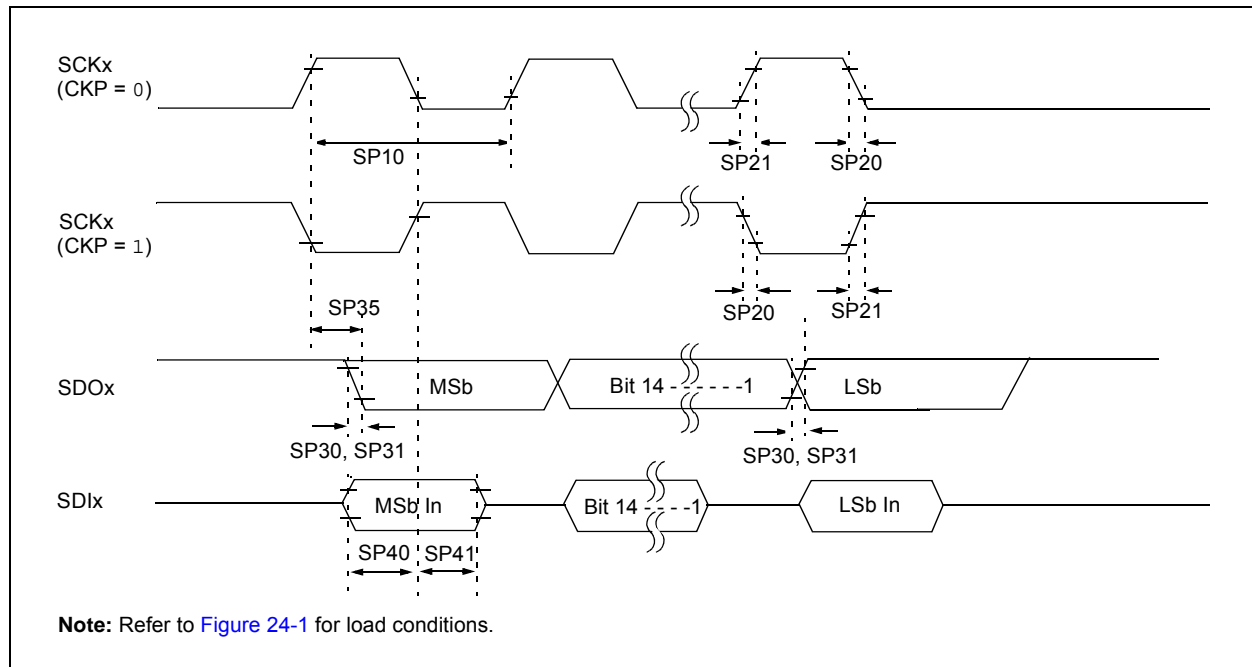 SCKx
(CKP = 0)
SP10
SP21
SP20
SCKx
(CKP = 1)
SP35
SP20
SP21
SDOx
MSb
Bit 14 - - - - - -1
LSb
SP30, SP31
SP30, SP31
SDIx
MSb In
Bit 14 - - - -1
LSb In
SP40
SP41
Note: Refer to Figure 24-1 for load conditions.